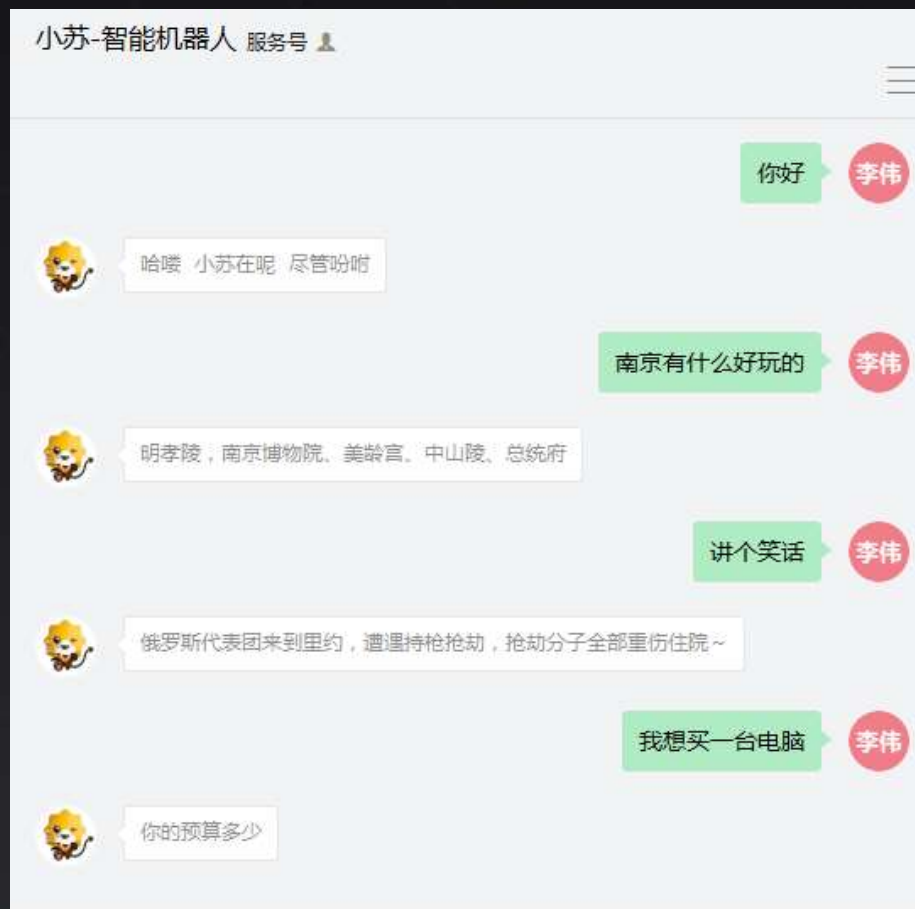 小苏-智能机器人 服务号
你好
李伟
哈喽 小苏在呢 尽管吩咐
南京有什么好玩的
李伟
明孝陵，南京博物院、美龄宫、中山陵、总统府
讲个笑话
李伟
俄罗斯代表团来到里约，遭遇持枪抢劫，抢劫分子全部重伤住院～
我想买一台电脑
李伟
你的预算多少